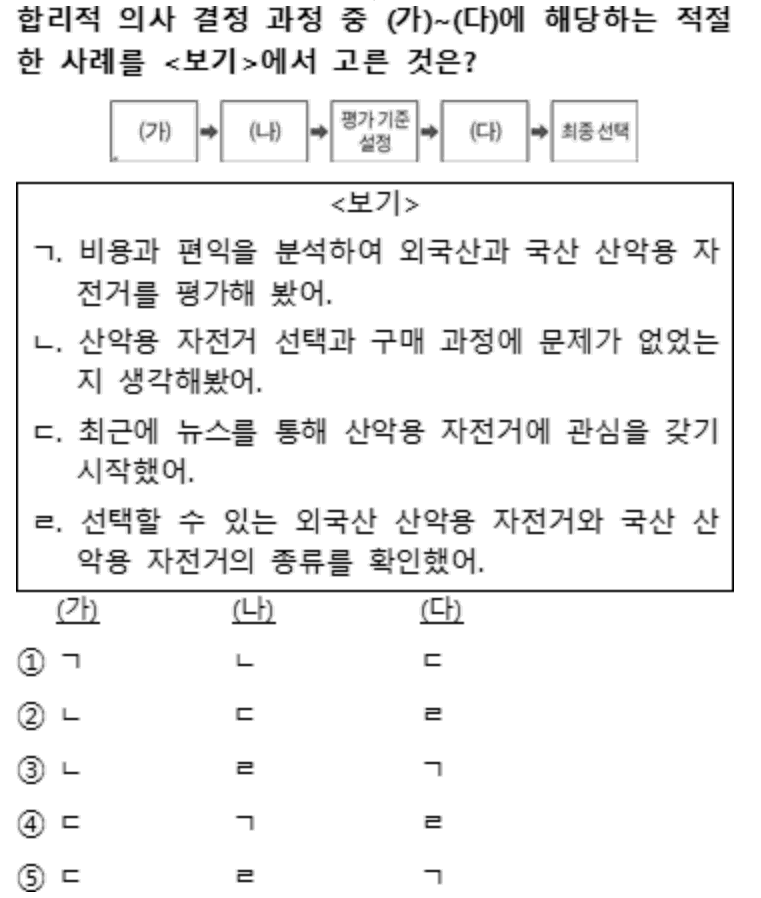 합리적 의사 결정 과정 중 (가)~(다)에 해당하는 적절
한 사례를 <보기>에서 고른 것은?
(가) ➡ (나) ➡ 평가 기준 설정 ➡ (다) ➡ 최종 선택
<보기>
ㄱ. 비용과 편익을 분석하여 외국산과 국산 산악용 자
전거를 평가해 봤어.
ㄴ. 산악용 자전거 선택과 구매 과정에 문제가 없었는
지 생각해봤어.
ㄷ. 최근에 뉴스를 통해 산악용 자전거에 관심을 갖기
시작했어.
ㄹ. 선택할 수 있는 외국산 산악용 자전거와 국산 산
악용 자전거의 종류를 확인했어.
(가) (나) (다)
① ㄱ ㄴ ㄷ
② ㄴ ㄷ ㄹ
③ ㄴ ㄹ ㄱ
④ ㄷ ㄱ ㄹ
⑤ ㄷ ㄹ ㄱ